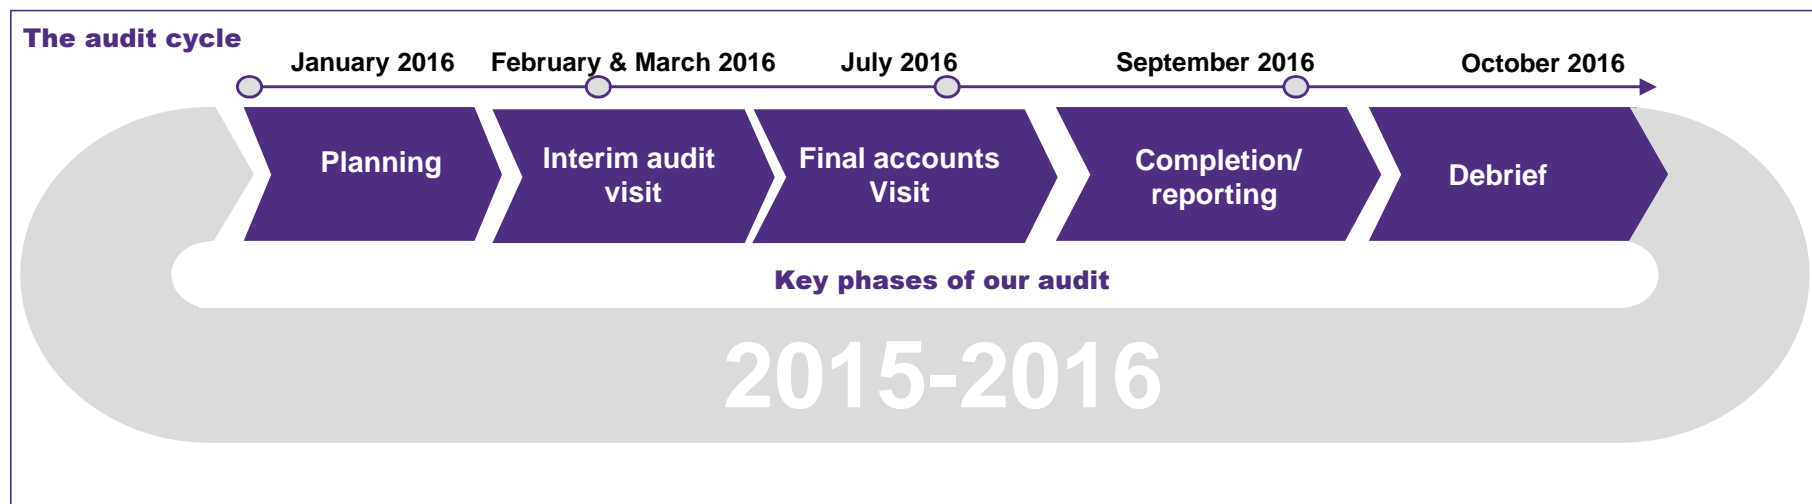 The audit cycle
January 2016
February & March 2016
July 2016
September 2016
October 2016
Planning
Interim audit
visit
Final accounts
Visit
Completion/
reporting
Debrief
Key phases of our audit
2015-2016